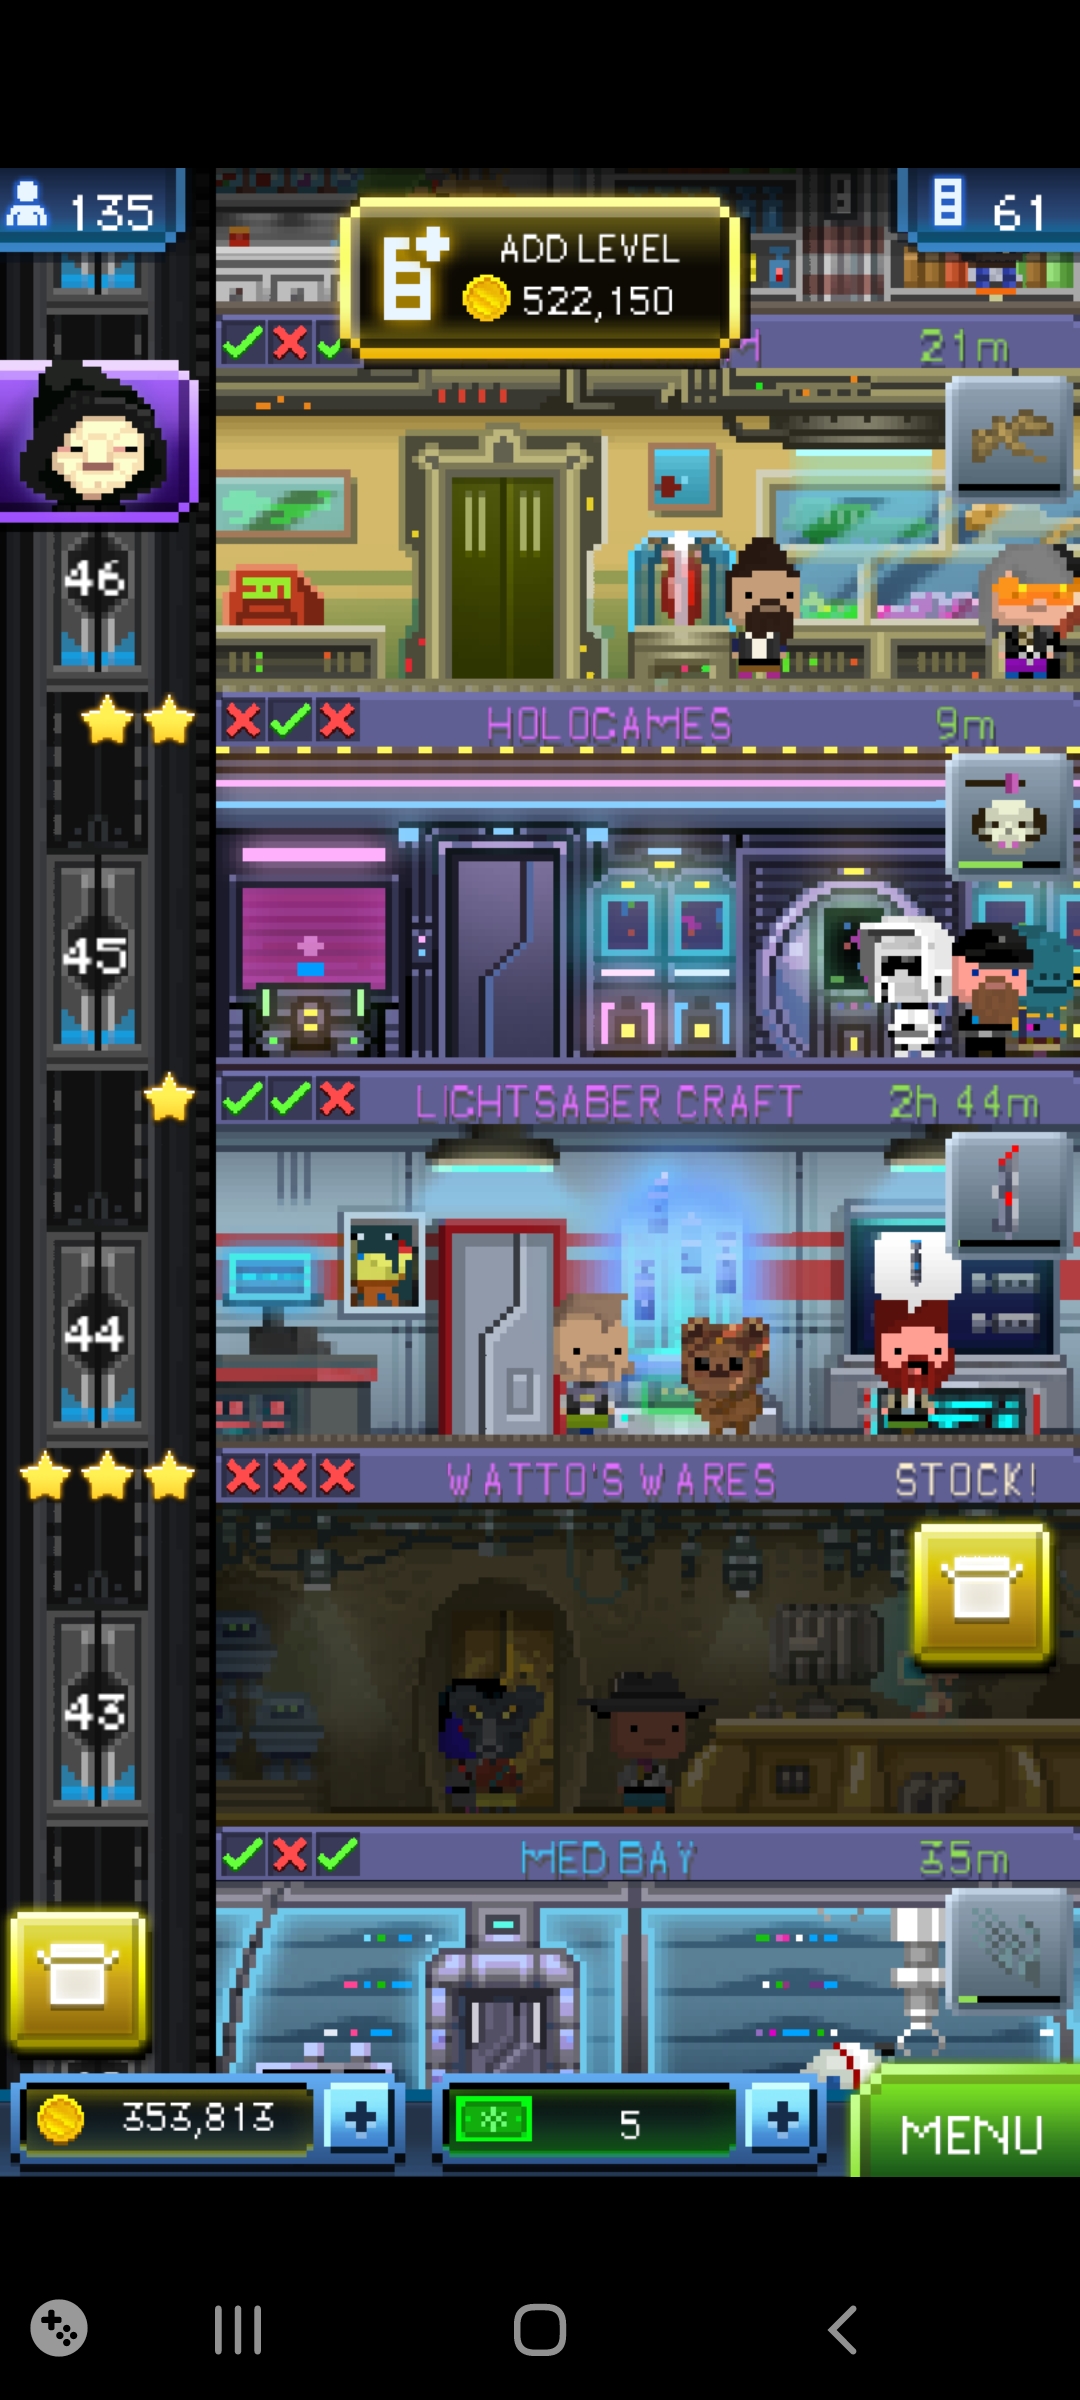 135
61
ADD LEVEL
522,150
21m
46
HOLOGAMES
9m
45
LIGHTSABER CRAFT
2h 44m
44
WATTO'S WARES
STOCK!
43
MED BAY
35m
353,813
5
MENU